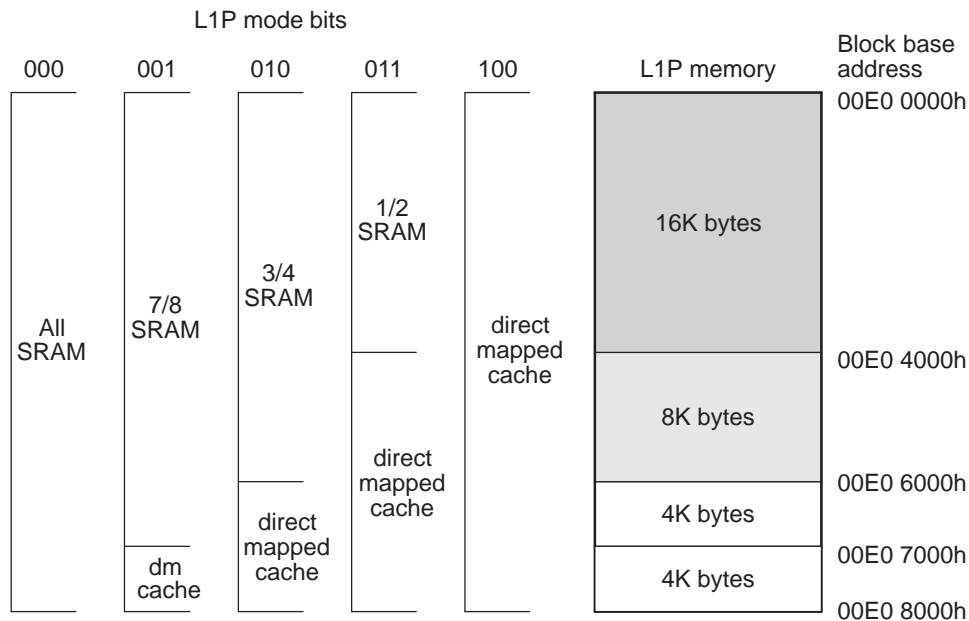 L1P mode bits
000 001 010 011 100 L1P memory Block base
address
00E0 0000h
All
SRAM
7/8
SRAM
dm
cache
3/4
SRAM
direct
mapped
cache
1/2
SRAM
direct
mapped
cache
direct
mapped
cache
16K bytes
00E0 4000h
8K bytes
00E0 6000h
4K bytes
00E0 7000h
4K bytes
00E0 8000h